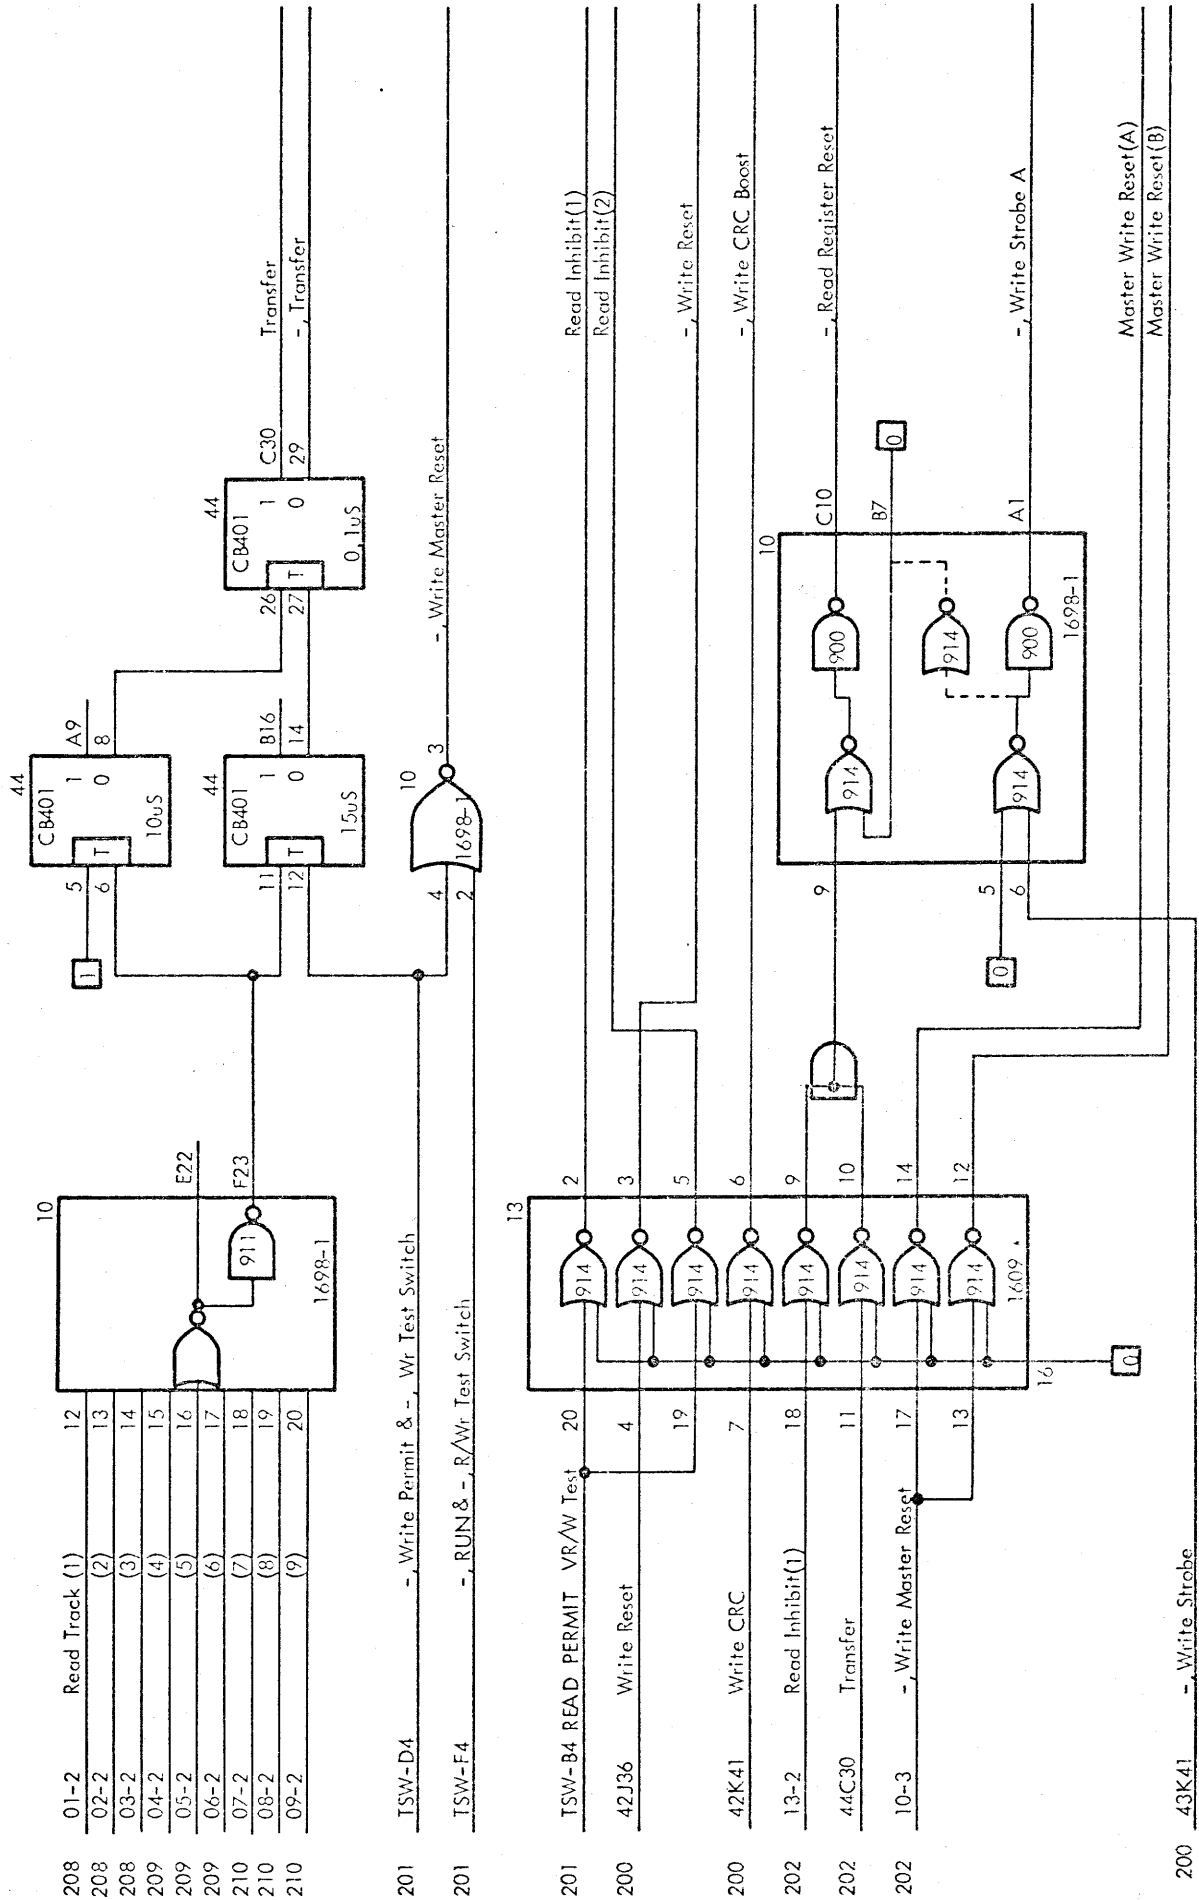 208 01-2 Read Track (1) 12
208 02-2 (2) 13
208 03-2 (3) 14
209 04-2 (4) 15
209 05-2 (5) 16
209 06-2 (6) 17
210 07-2 (7) 18
210 08-2 (8) 19
210 09-2 (9) 20
10
911
1698-1
E22
F23
1
5
6
44
CB401
T
1
0
10uS
A9
8
11
12
44
CB401
T
1
0
15uS
B16
14
26
27
44
CB401
T
1
0
0,1uS
C30 Transfer
29 -,Transfer
201 TSW-D4 -,Write Permit & -,Wr Test Switch
201 TSW-F4 -,RUN & -,R/Wr Test Switch
4
2
10
1698-1
3
-,Write Master Reset
201 TSW-B4 READ PERMIT VR/W Test 20
200 42J36 Write Reset 4
19
200 42K41 Write CRC 7
202 13-2 Read Inhibit(1) 18
202 44C30 Transfer 11
202 10-3 -,Write Master Reset 17
13
16
0
13
914
914
914
914
914
914
914
914
1609
2
3
5
6
9
10
14
12
Read Inhibit(1)
Read Inhibit(2)
-,Write Reset
-,Write CRC Boost
9
0
5
6
10
914
900
914
914
900
1698-1
C10
B7
0
A1
-,Read Register Reset
-,Write Strobe A
Master Write Reset(A)
Master Write Reset(B)
200 43K41 -,Write Strobe